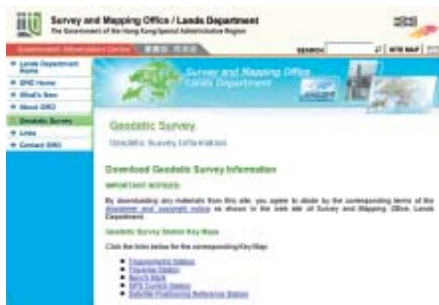 Survey and Mapping Office / Lands Department
The Government of the Hong Kong Special Administrative Region
Government Information Centre
SEARCH
SITE MAP
Lands Department
Home
SMO Home
What's New
About SMO
Geodetic Survey
Links
Contact SMO
Survey and Mapping Office
Lands Department
Geodetic Survey
Geodetic Survey Information
Download Geodetic Survey Information
IMPORTANT NOTICES:
By downloading any materials from this site, you agree to abide by the corresponding terms of the
disclaimer and copyright notice as shown in the web site of Survey and Mapping Office, Lands
Department.
Geodetic Survey Station Key Maps
Click the links below for the corresponding Key Map:
Trigonometric Station
Traverse Station
Bench Mark
GPS Control Station
Satellite Positioning Reference Station